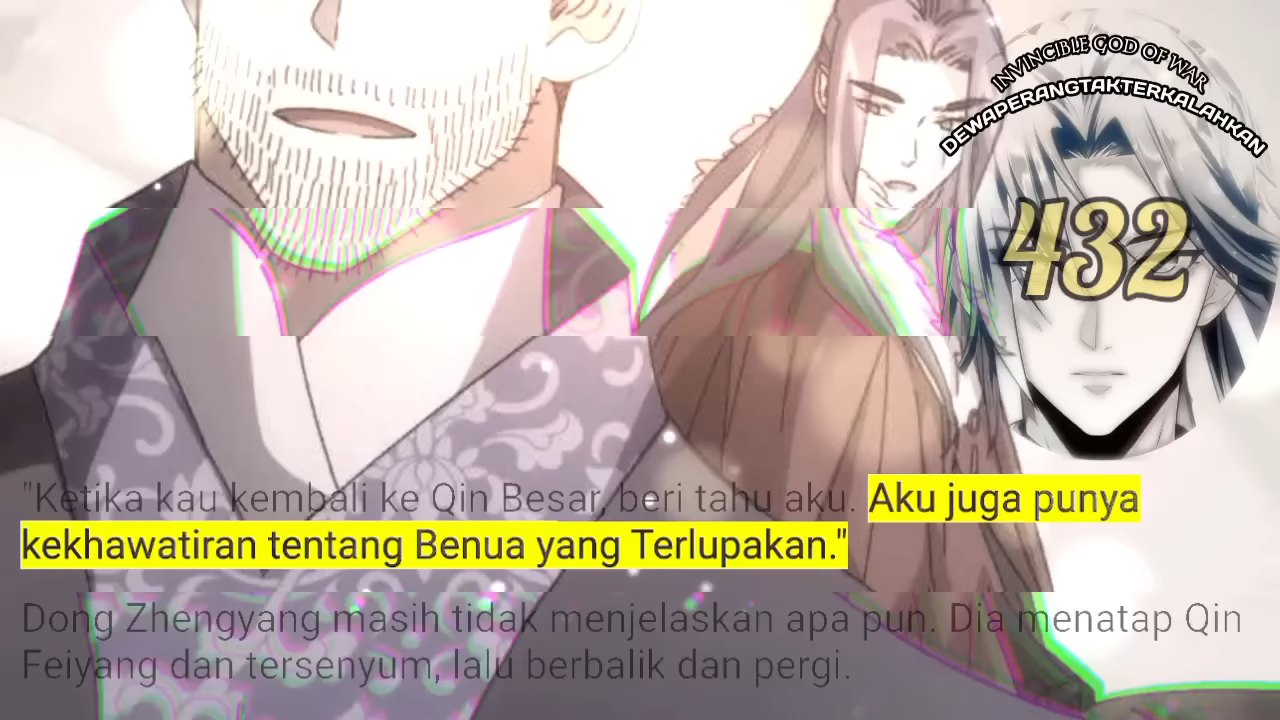 INVINCIBLE GOD OF WAR
DEWAPERANGTAKTERKALAHKAN
432
"Ketika kau kembali ke Qin Besar, beri tahu aku. Aku juga punya
kekhawatiran tentang Benua yang Terlupakan."
Dong Zhengyang masih tidak menjelaskan apa pun. Dia menatap Qin
Feiyang dan tersenyum, lalu berbalik dan pergi.